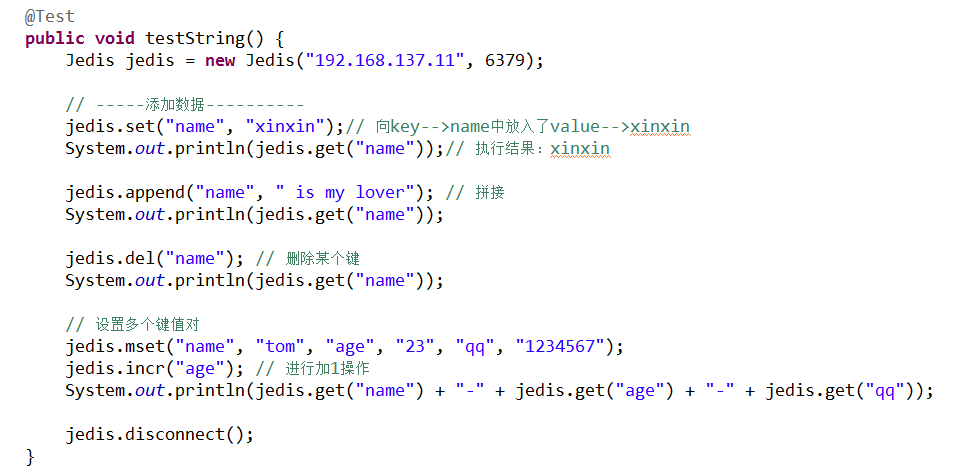 @Test
public void testString() {
Jedis jedis = new Jedis("192.168.137.11", 6379);
// -----添加数据----------
jedis.set("name", "xinxin");// 向key-->name中放入了value-->xinxin
System.out.println(jedis.get("name"));// 执行结果：xinxin
jedis.append("name", " is my lover"); // 拼接
System.out.println(jedis.get("name"));
jedis.del("name"); // 删除某个键
System.out.println(jedis.get("name"));
// 设置多个键值对
jedis.mset("name", "tom", "age", "23", "qq", "1234567");
jedis.incr("age"); // 进行加1操作
System.out.println(jedis.get("name") + "-" + jedis.get("age") + "-" + jedis.get("qq"));
jedis.disconnect();
}